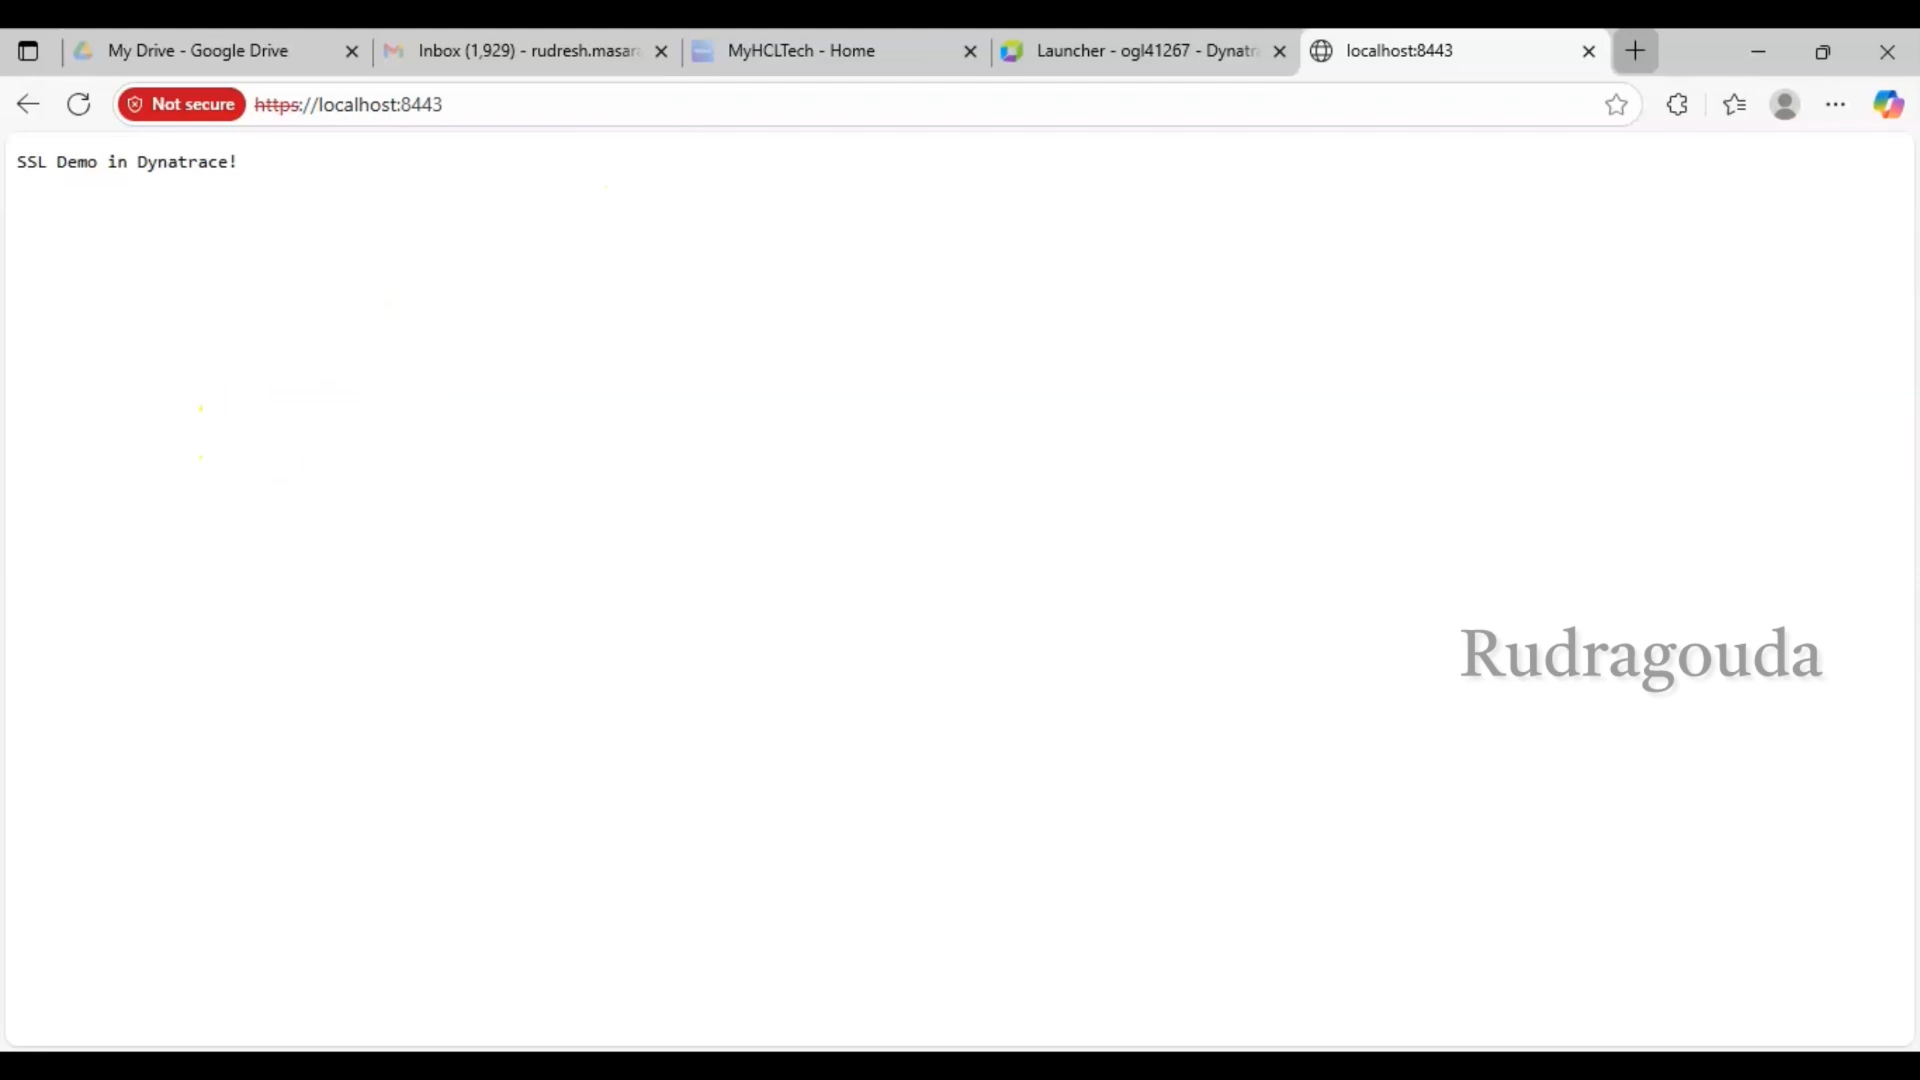 My Drive - Google Drive
Inbox (1,929) - rudresh.masar
MyHCLTech - Home
Launcher - ogl41267 - Dynatr
localhost:8443
Not secure
https://localhost:8443
SSL Demo in Dynatrace!
Rudragouda